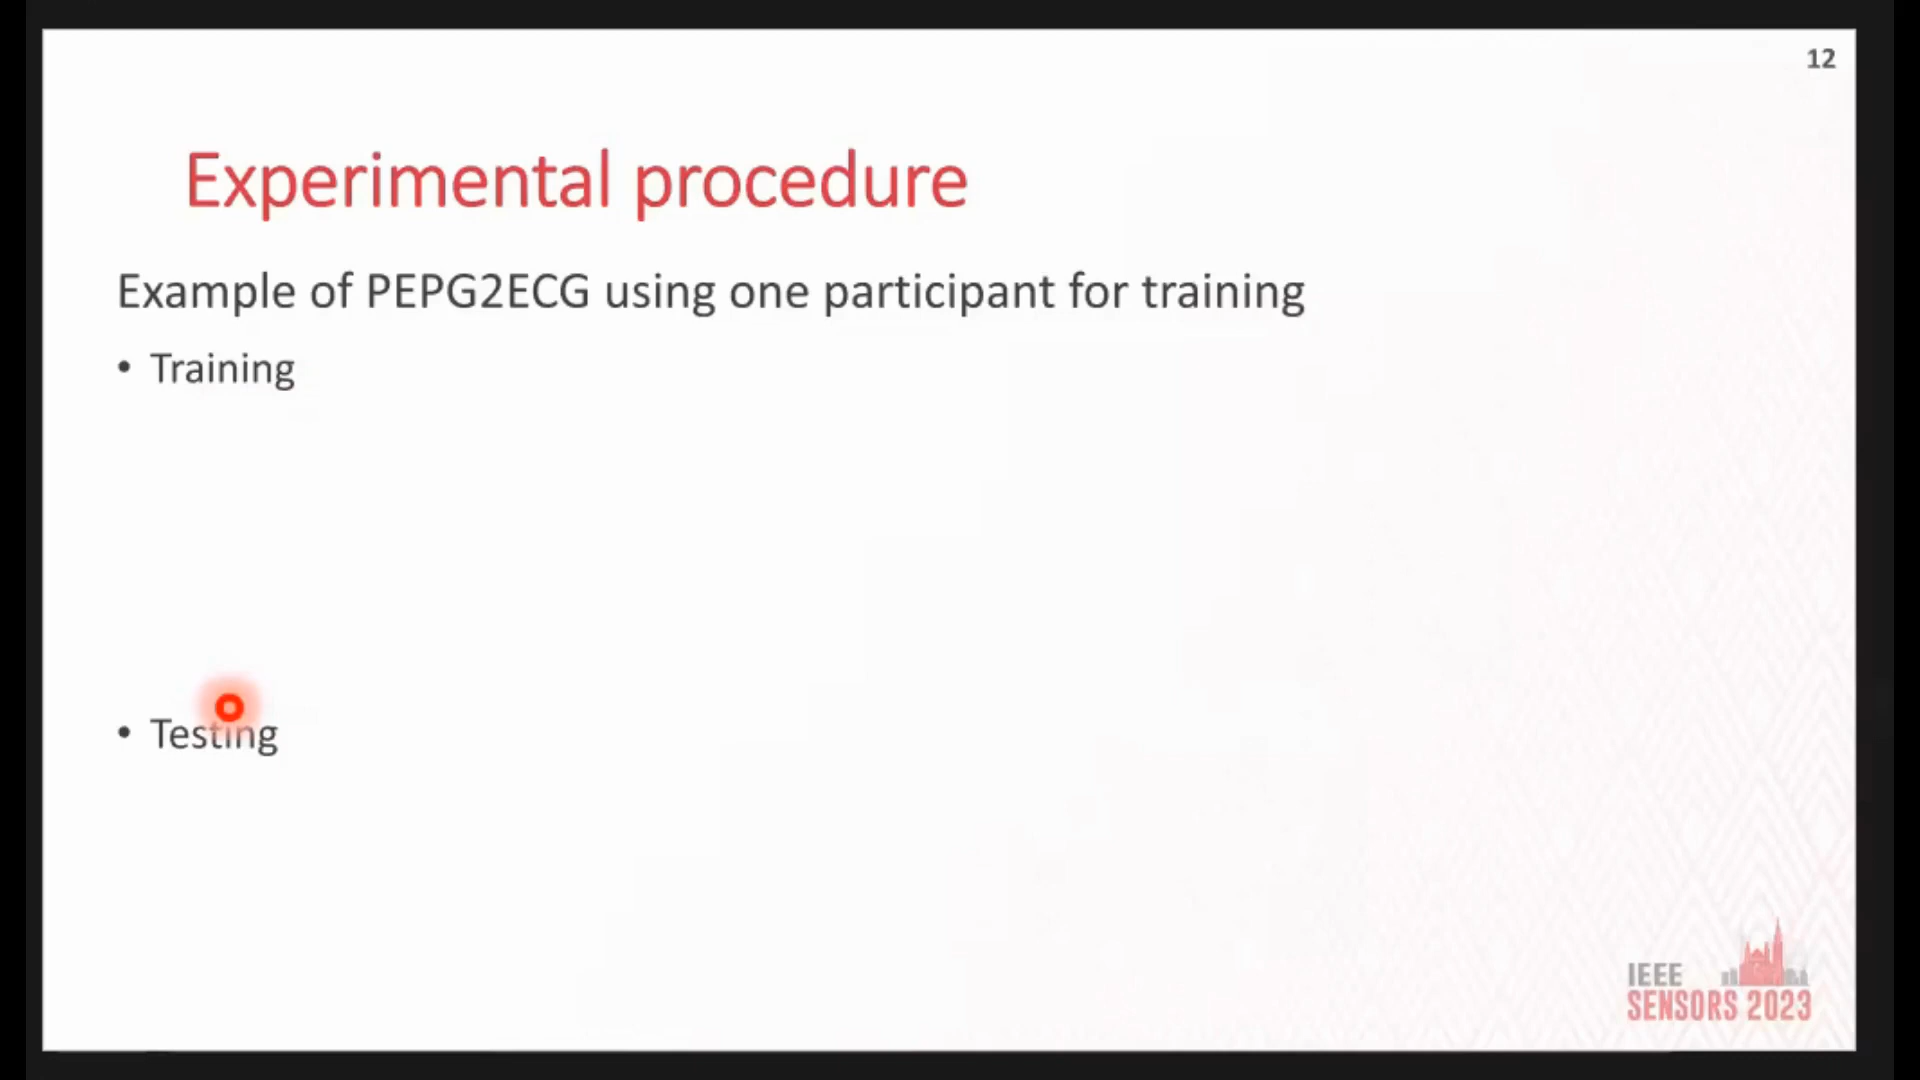 12
Experimental procedure
Example of PEPG2ECG using one participant for training
• Training
• Testing
IEEE
SENSORS 2023